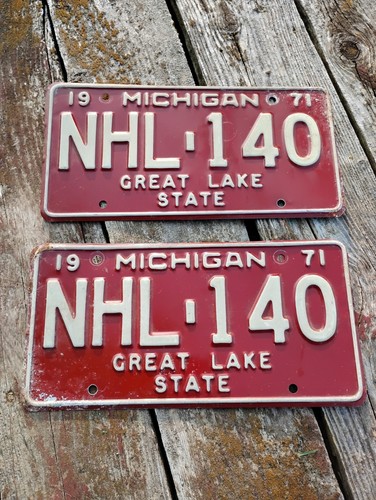 19 MICHIGAN 71
NHL-140
GREAT LAKE
STATE
19 MICHIGAN 71
NHL-140
GREAT LAKE
STATE